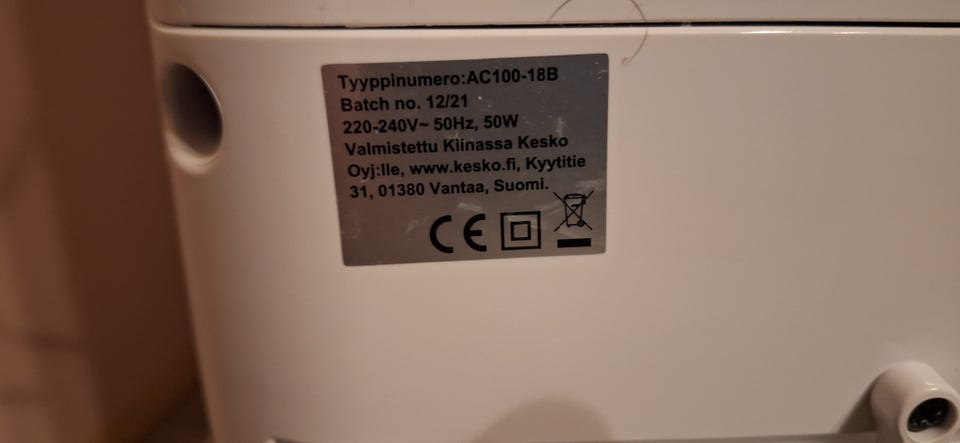 Tyyppinumero:AC100-18B
Batch no. 12/21
220-240V~ 50Hz, 50W
Valmistettu Kiinassa Kesko
Oyj:lle, www.kesko.fi, Kyytitie
31, 01380 Vantaa, Suomi.
CE